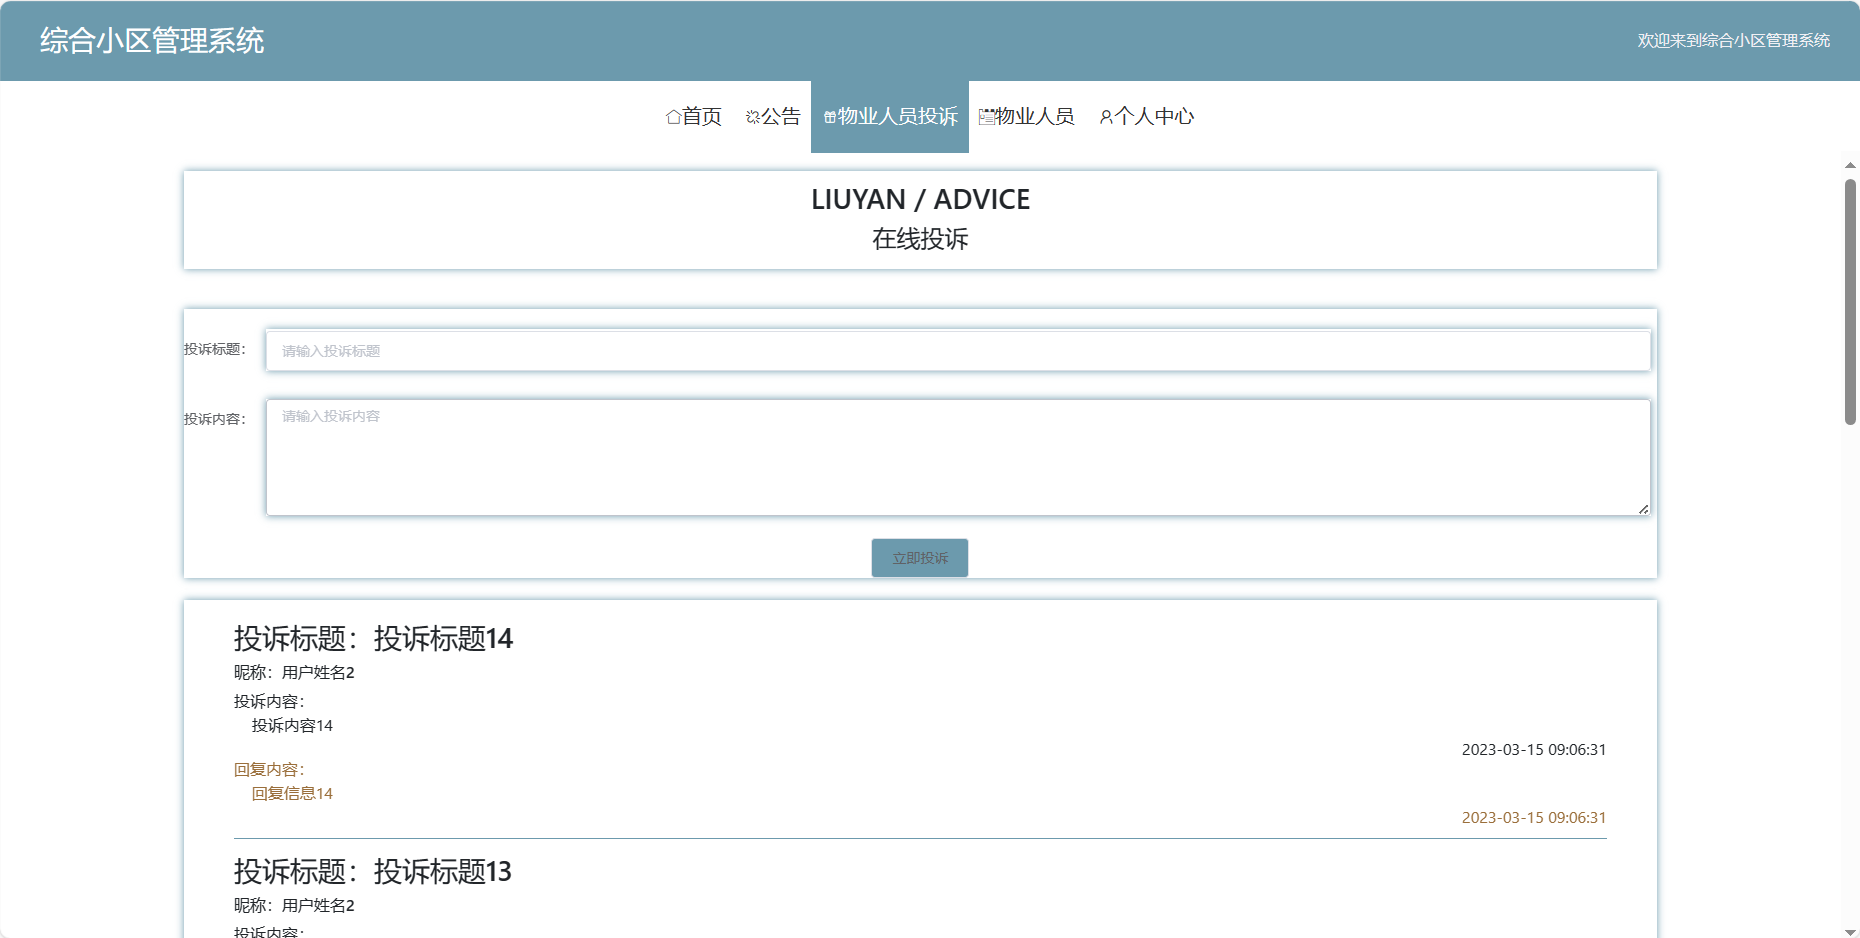 综合小区管理系统
欢迎来到综合小区管理系统
首页 公告 物业人员投诉 物业人员 个人中心
LIUYAN / ADVICE
在线投诉
投诉标题：
请输入投诉标题
投诉内容：
请输入投诉内容
立即投诉
投诉标题：投诉标题14
昵称：用户姓名2
投诉内容：
投诉内容14
2023-03-15 09:06:31
回复内容：
回复信息14
2023-03-15 09:06:31
投诉标题：投诉标题13
昵称：用户姓名2
投诉内容：